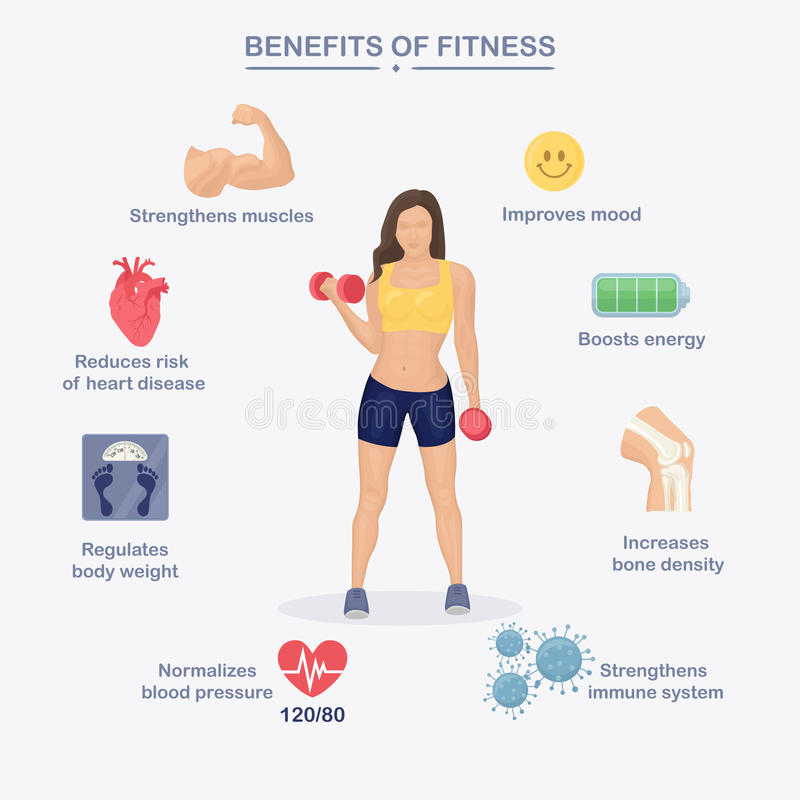 BENEFITS OF FITNESS
Strengthens muscles
Improves mood
Reduces risk
of heart disease
Boosts energy
dreamstime
Regulates
body weight
Increases
bone density
Normalizes
blood pressure
120/80
Strengthens
immune system